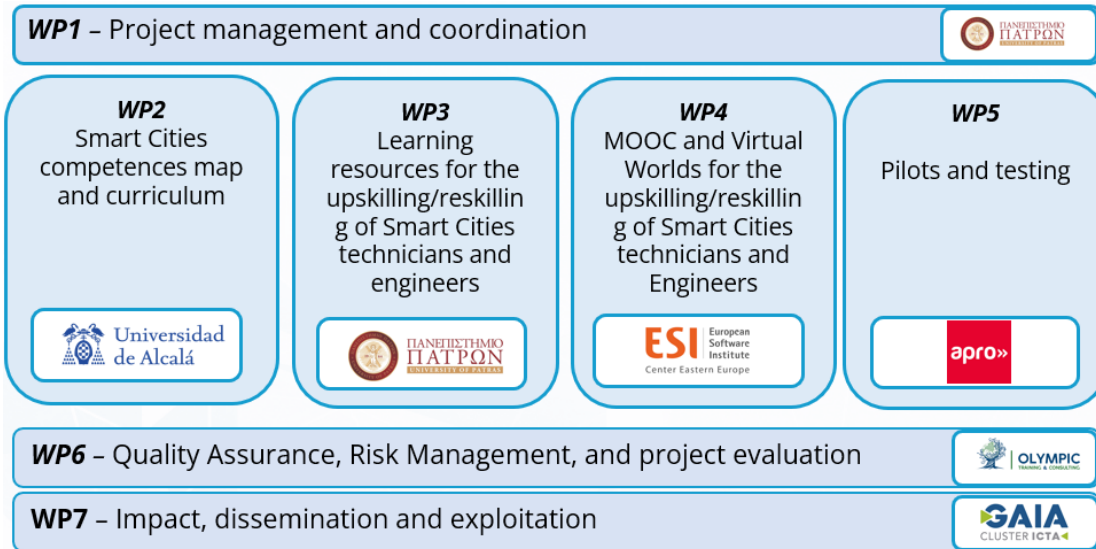 WP1 – Project management and coordination
ΠΑΝΕΠΙΣΤΗΜΙΟ
ΠΑΤΡΩΝ
UNIVERSITY OF PATRAS
WP2
Smart Cities
competences map
and curriculum
Universidad
de Alcalá
WP3
Learning
resources for the
upskilling/reskillin
g of Smart Cities
technicians and
engineers
ΠΑΝΕΠΙΣΤΗΜΙΟ
ΠΑΤΡΩΝ
UNIVERSITY OF PATRAS
WP4
MOOC and Virtual
Worlds for the
upskilling/reskillin
g of Smart Cities
technicians and
Engineers
ESI
European
Software
Institute
Center Eastern Europe
WP5
Pilots and testing
apro»
WP6 – Quality Assurance, Risk Management, and project evaluation
OLYMPIC
TRAINING & CONSULTING
WP7 – Impact, dissemination and exploitation
GAIA
CLUSTER ICTA